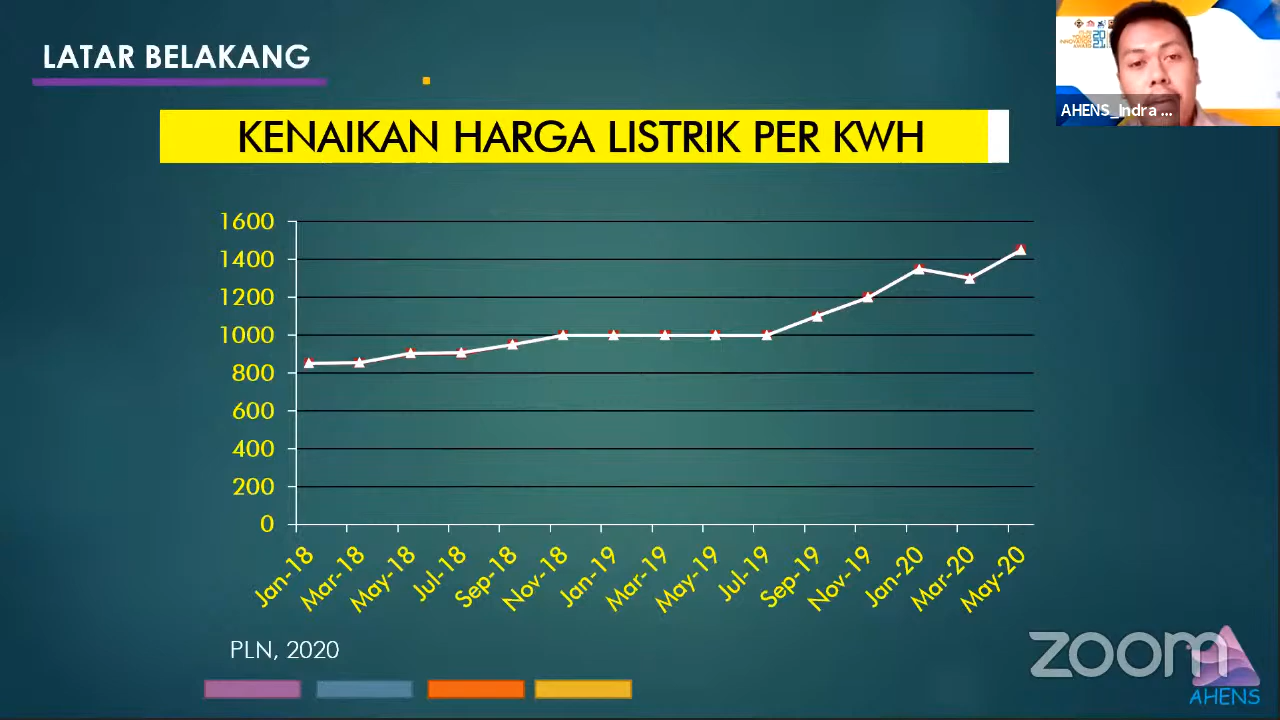 LATAR BELAKANG
KENAIKAN HARGA LISTRIK PER KWH
1600
1400
1200
1000
800
600
400
200
0
Jan-18
Mar-18
May-18
Jul-18
Sep-18
Nov-18
Jan-19
Mar-19
May-19
Jul-19
Sep-19
Nov-19
Jan-20
Mar-20
May-20
PLN, 2020
2021
AHENS_Indra ...
zoom
AHENS